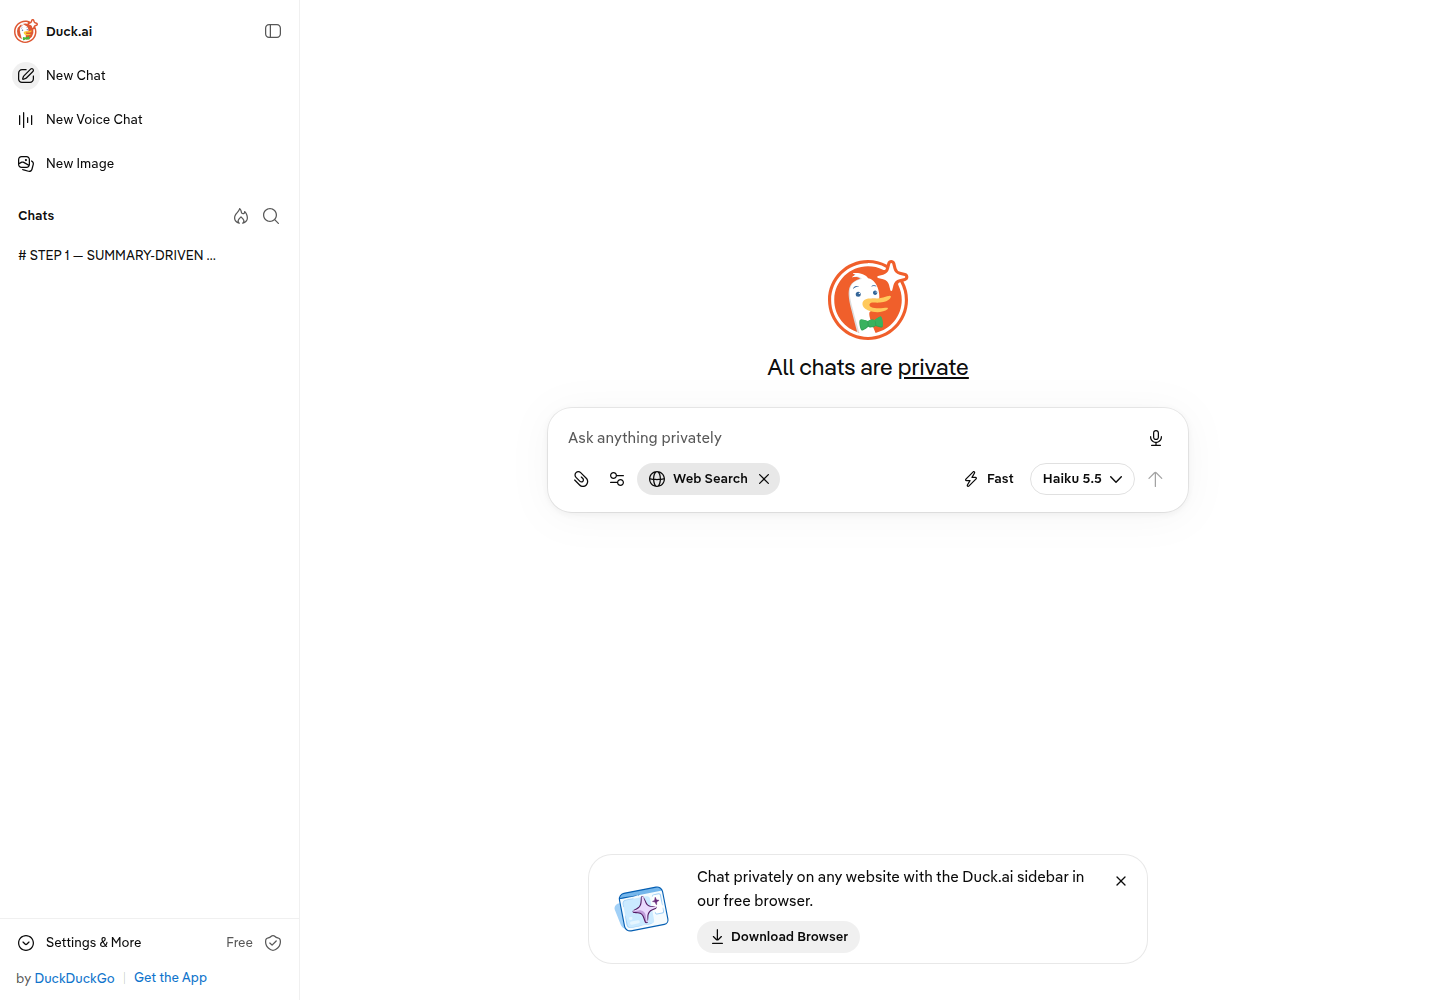 Duck.ai
New Chat
New Voice Chat
New Image
Chats
# STEP 1 — SUMMARY-DRIVEN ...
Settings & More
Free
by DuckDuckGo
Get the App
All chats are private
Ask anything privately
Web Search
Fast
Haiku 5.5
Chat privately on any website with the Duck.ai sidebar in
our free browser.
Download Browser